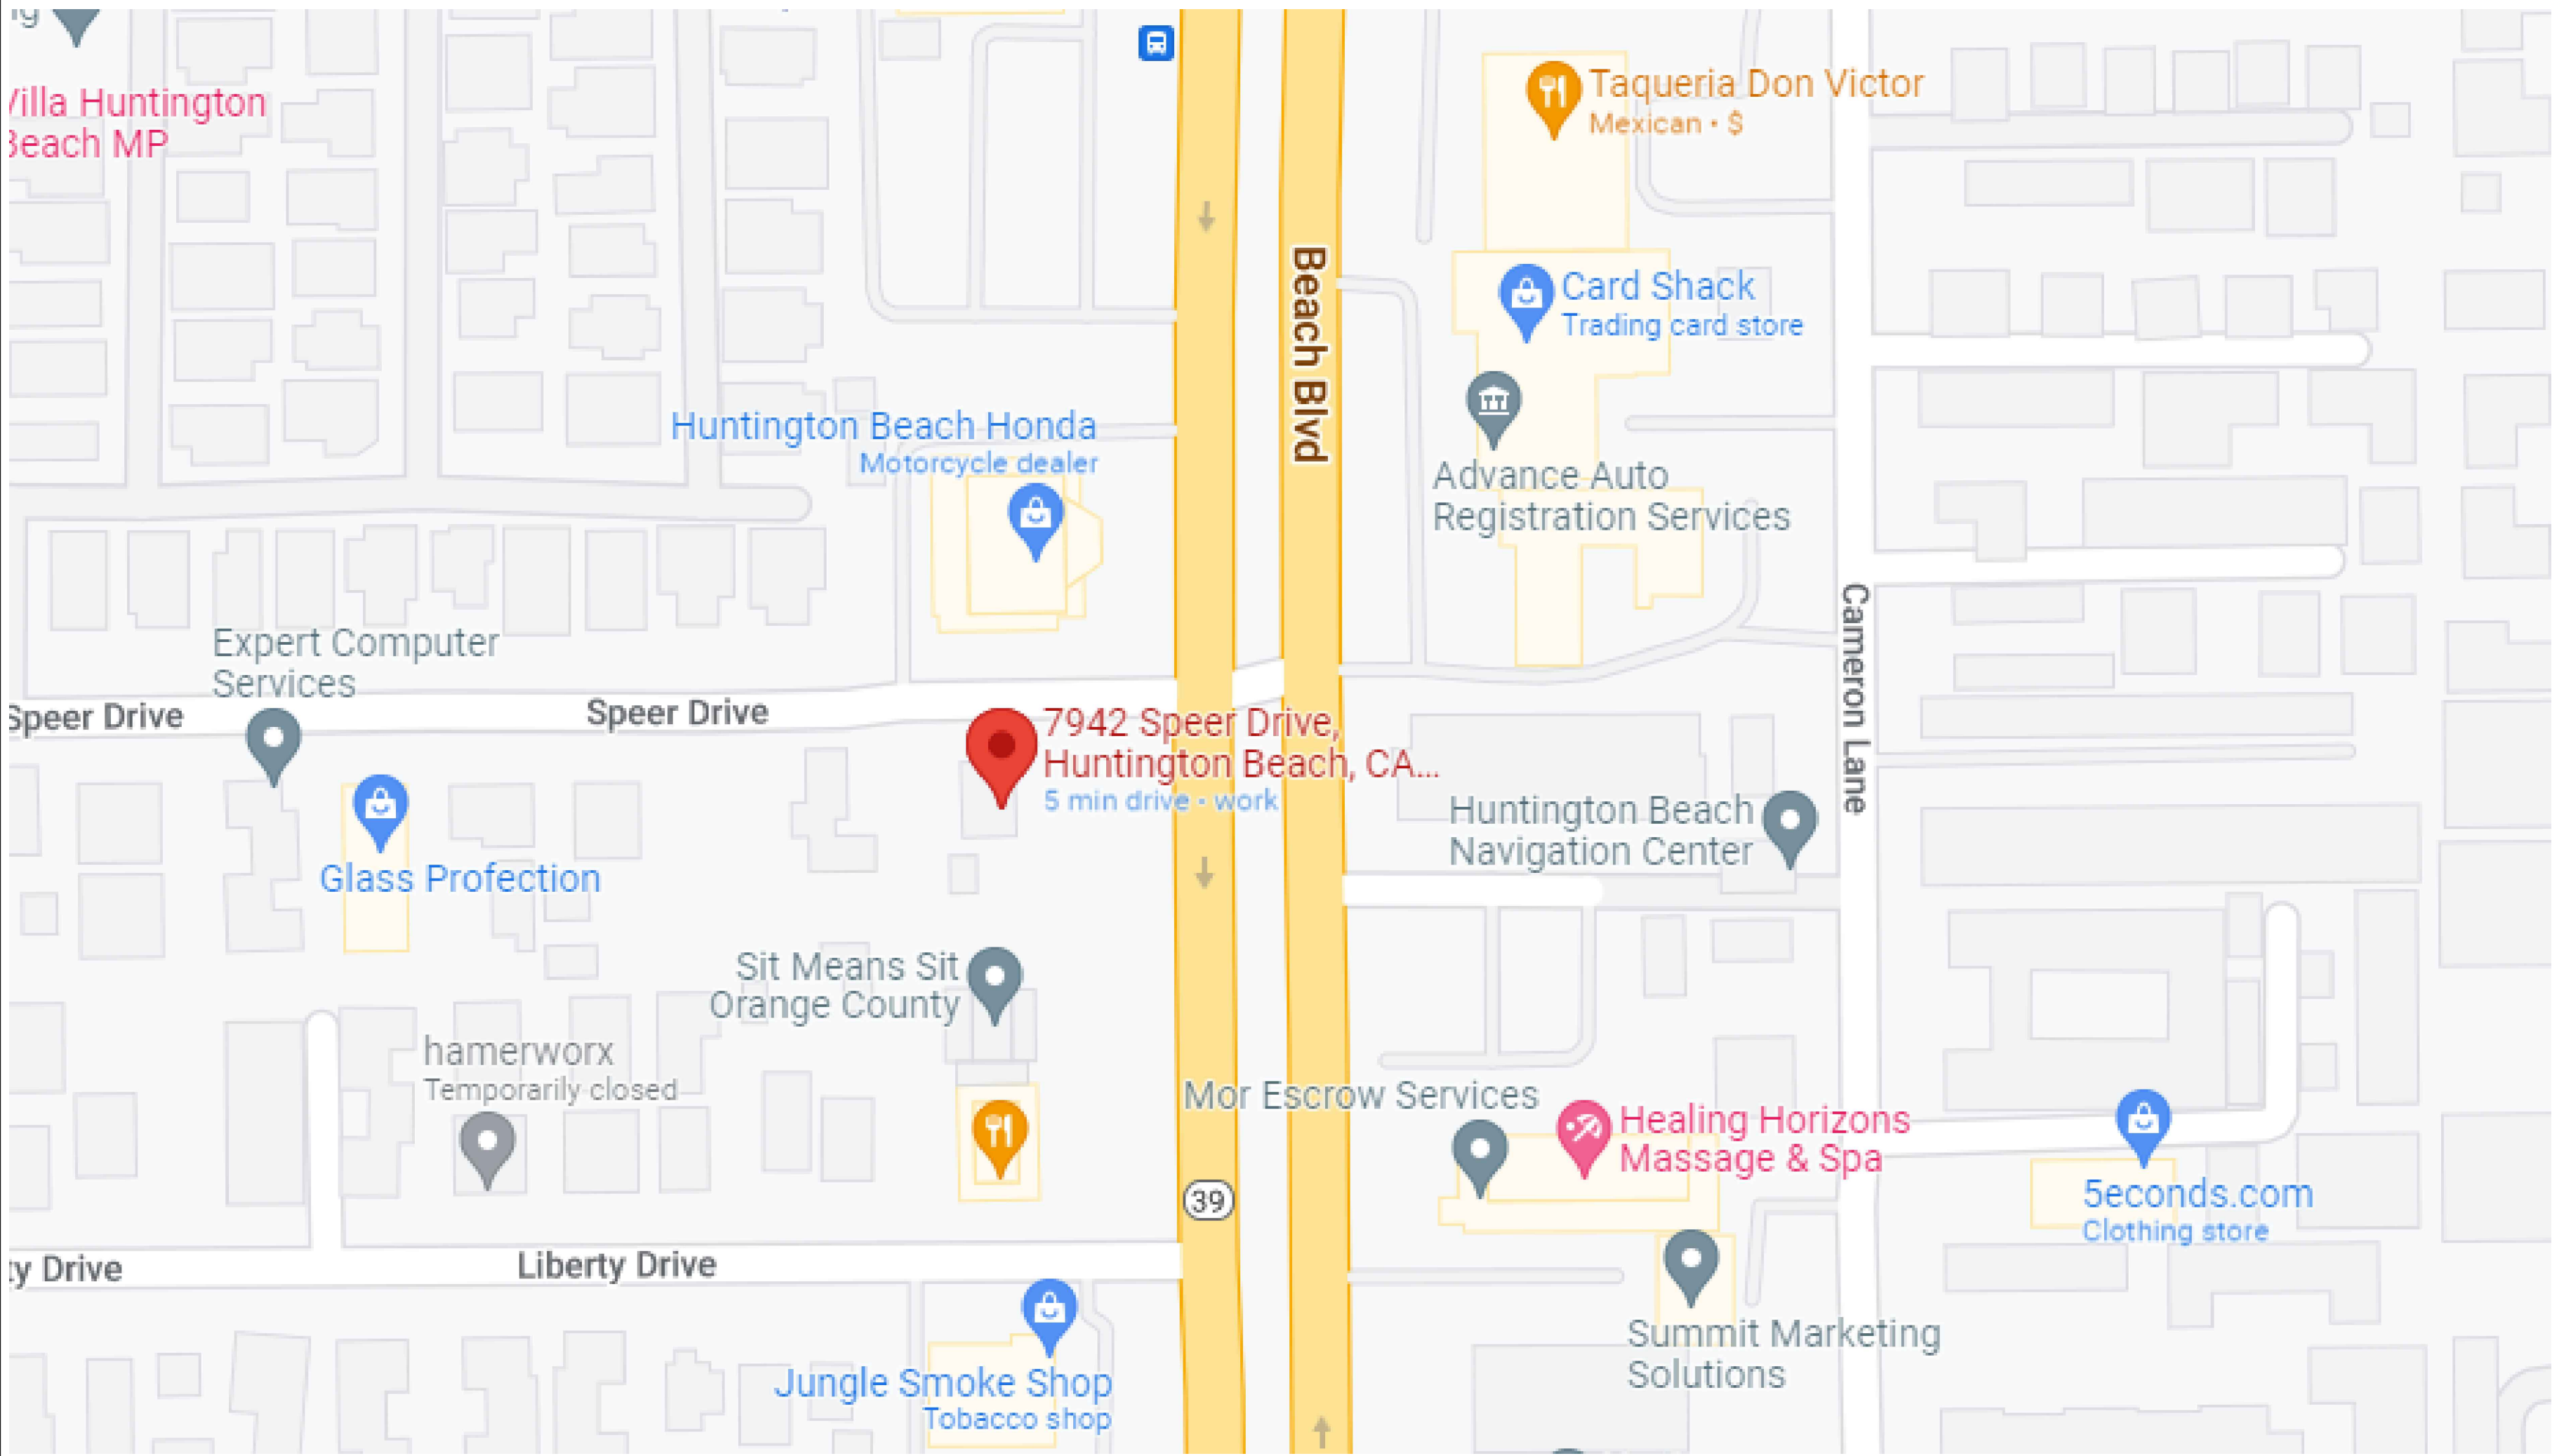 Villa Huntington
Beach MP
Taqueria Don Victor
Mexican • $
Beach Blvd
Card Shack
Trading card store
Huntington Beach Honda
Motorcycle dealer
Advance Auto
Registration Services
Cameron Lane
Expert Computer
Services
Speer Drive
Speer Drive
7942 Speer Drive,
Huntington Beach, CA...
5 min drive • work
Huntington Beach
Navigation Center
Glass Profection
Sit Means Sit
Orange County
hamerworx
Temporarily closed
Mor Escrow Services
Healing Horizons
Massage & Spa
39
5econds.com
Clothing store
ty Drive
Liberty Drive
Summit Marketing
Solutions
Jungle Smoke Shop
Tobacco shop